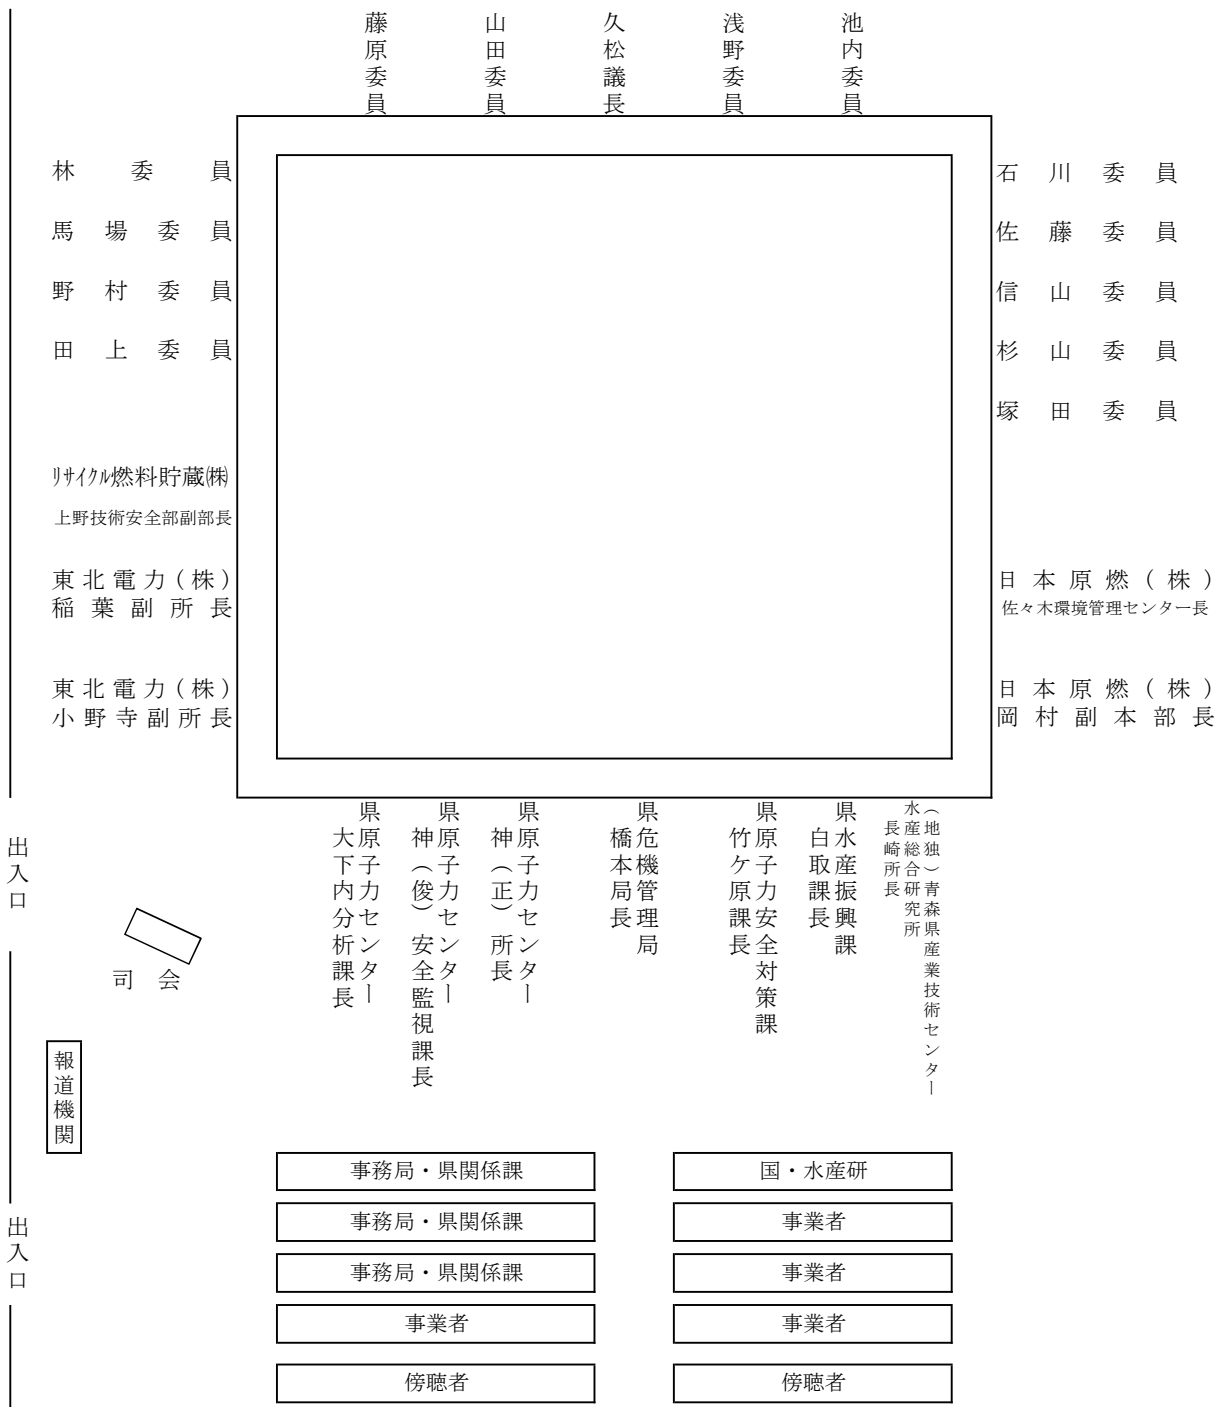 藤原委員
山田委員
久松議長
浅野委員
池内委員
林委員
馬場委員
野村委員
田上委員
リサイクル燃料貯蔵㈱
上野技術安全部副部長
東北電力(株)
稲葉副所長
東北電力(株)
小野寺副所長
石川委員
佐藤委員
信山委員
杉山委員
塚田委員
日本原燃(株)
佐々木環境管理センター長
日本原燃(株)
岡村副本部長
県原子力センター
大下内分析課長
県原子力センター
神(俊)安全監視課長
県原子力センター
神(正)所長
県危機管理局
橋本局長
県原子力安全対策課
竹ケ原課長
県水産振興課
白取課長
(地独)青森県産業技術センター
水産総合研究所
長崎所長
出入口
司会
報道機関
出入口
事務局・県関係課
国・水産研
事務局・県関係課
事業者
事務局・県関係課
事業者
事業者
事業者
傍聴者
傍聴者